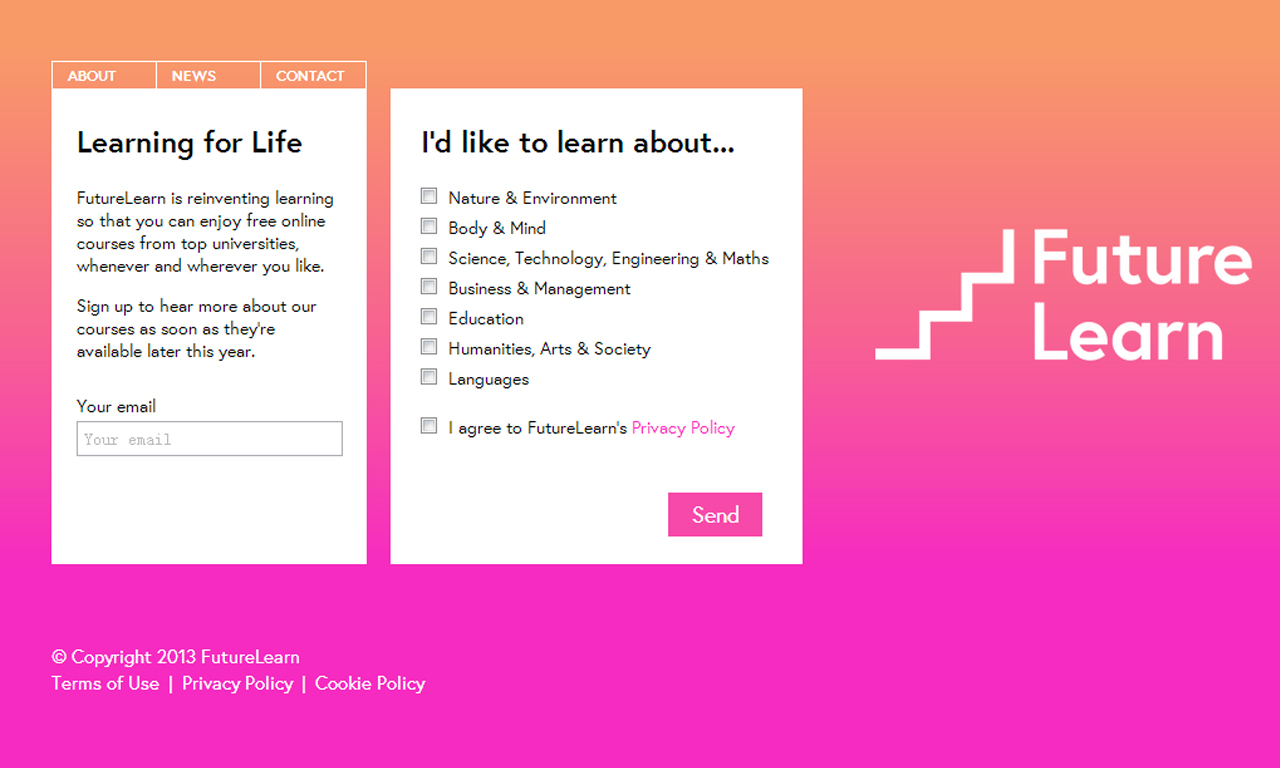 ABOUT NEWS CONTACT
Learning for Life
FutureLearn is reinventing learning
so that you can enjoy free online
courses from top universities,
whenever and wherever you like.
Sign up to hear more about our
courses as soon as they're
available later this year.
Your email
Your email
I'd like to learn about...
Nature & Environment
Body & Mind
Science, Technology, Engineering & Maths
Business & Management
Education
Humanities, Arts & Society
Languages
I agree to FutureLearn's Privacy Policy
Send
Future
Learn
© Copyright 2013 FutureLearn
Terms of Use | Privacy Policy | Cookie Policy